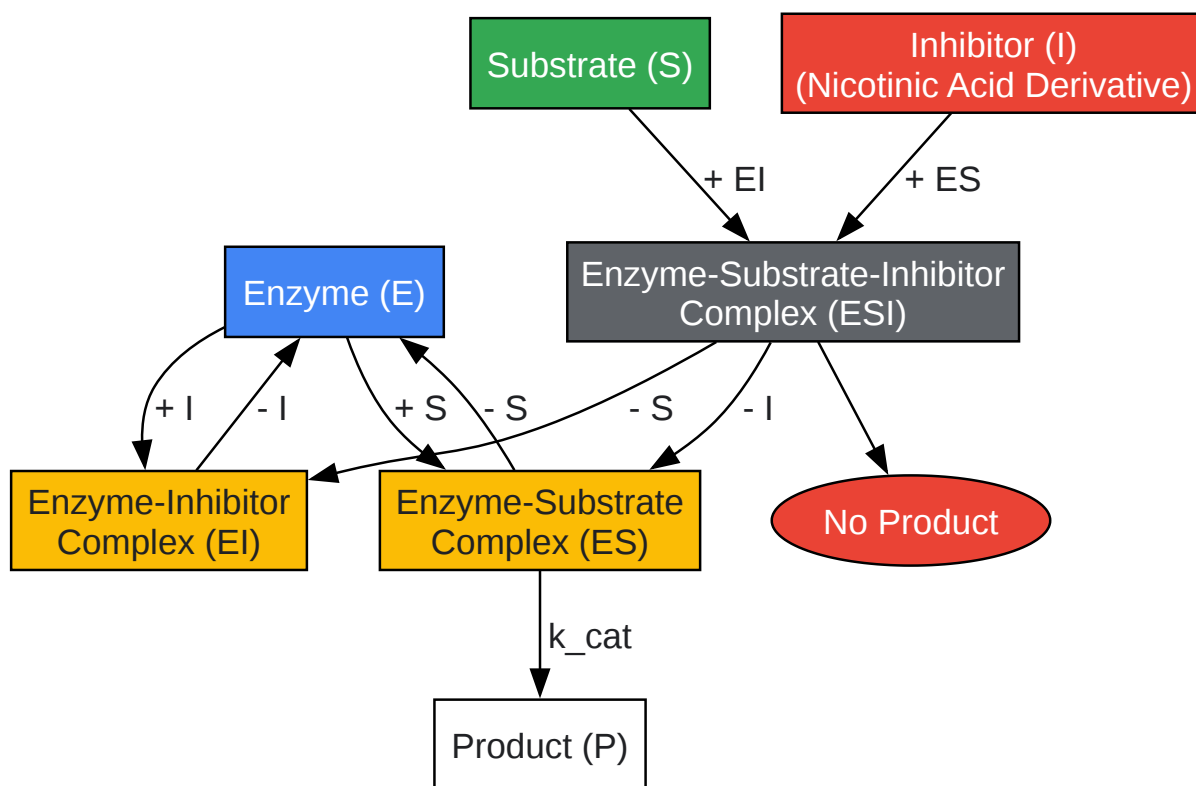 Substrate (S)
Inhibitor (I)
(Nicotinic Acid Derivative)
+ EI
+ ES
Enzyme (E)
Enzyme-Substrate-Inhibitor
Complex (ESI)
+ I
- I
+ S
- S
- S
- I
Enzyme-Inhibitor
Complex (EI)
Enzyme-Substrate
Complex (ES)
No Product
k_cat
Product (P)